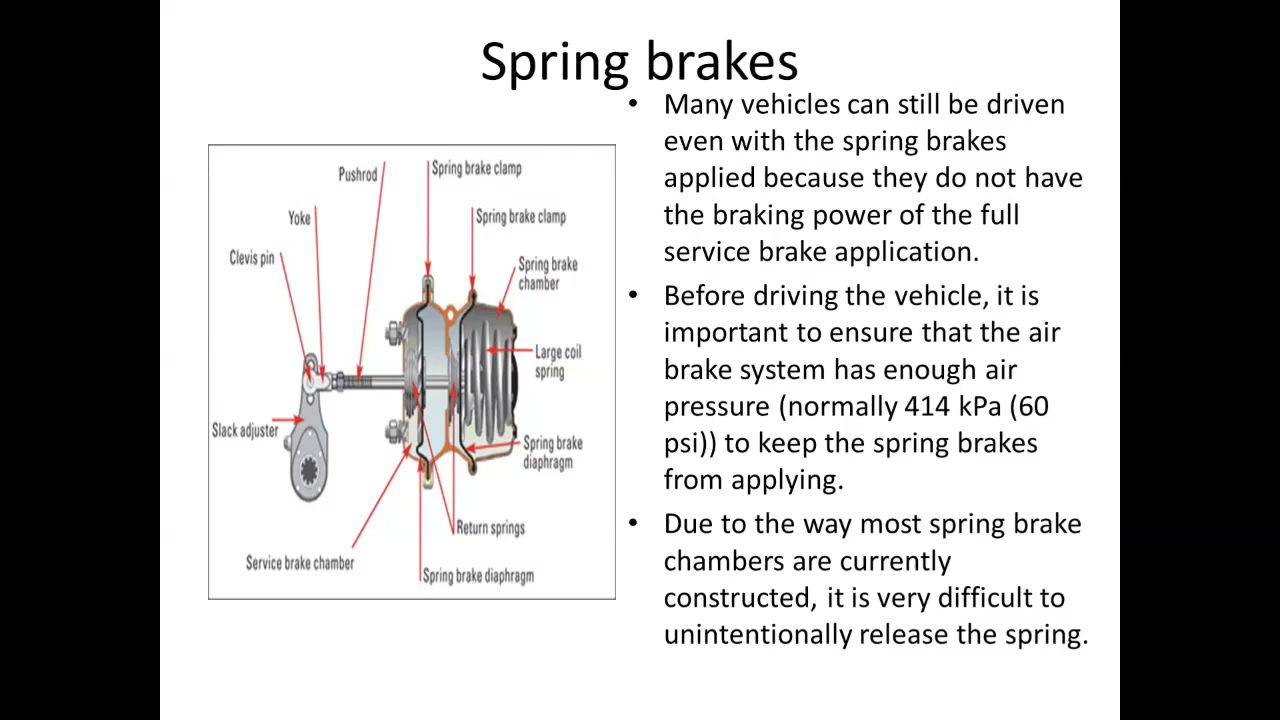 Spring brakes
Pushrod
Spring brake clamp
Yoke
Spring brake clamp
Clevis pin
Spring brake
chamber
Large coil
spring
Slack adjuster
Spring brake
diaphragm
Return springs
Service brake chamber
Spring brake diaphragm
• Many vehicles can still be driven
even with the spring brakes
applied because they do not have
the braking power of the full
service brake application.
• Before driving the vehicle, it is
important to ensure that the air
brake system has enough air
pressure (normally 414 kPa (60
psi)) to keep the spring brakes
from applying.
• Due to the way most spring brake
chambers are currently
constructed, it is very difficult to
unintentionally release the spring.